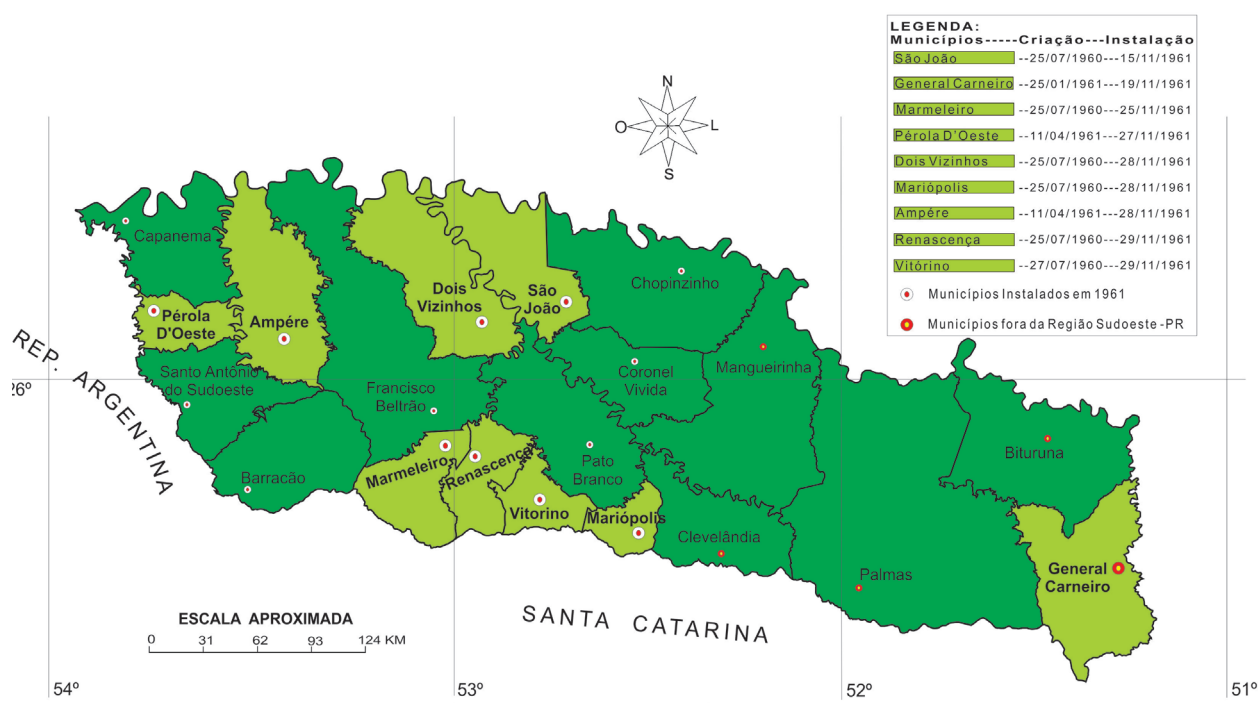 LEGENDA:
Municípios-----Criação---Instalação
São João --25/07/1960---15/11/1961
General Carneiro --25/01/1961---19/11/1961
Marmeleiro --25/07/1960---25/11/1961
Pérola D'Oeste --11/04/1961---27/11/1961
Dois Vizinhos --25/07/1960---28/11/1961
Mariópolis --25/07/1960---28/11/1961
Ampére --11/04/1961---28/11/1961
Renascença --25/07/1960---29/11/1961
Vitórino --27/07/1960---29/11/1961
Municípios Instalados em 1961
Municípios fora da Região Sudoeste -PR
N
O
L
S
Capanema
Pérola
D'Oeste
Ampére
Dois
Vizinhos
São
João
Chopinzinho
Santo Antônio
do Sudoeste
Francisco
Beltrão
Coronel
Vivida
Mangueirinha
Barracão
Marmeleiro
Renascença
Pato
Branco
Vitorino
Mariópolis
Clevelândia
Palmas
Bituruna
General
Carneiro
REP. ARGENTINA
26º
SANTA CATARINA
ESCALA APROXIMADA
0 31 62 93 124 KM
54º
53º
52º
51º